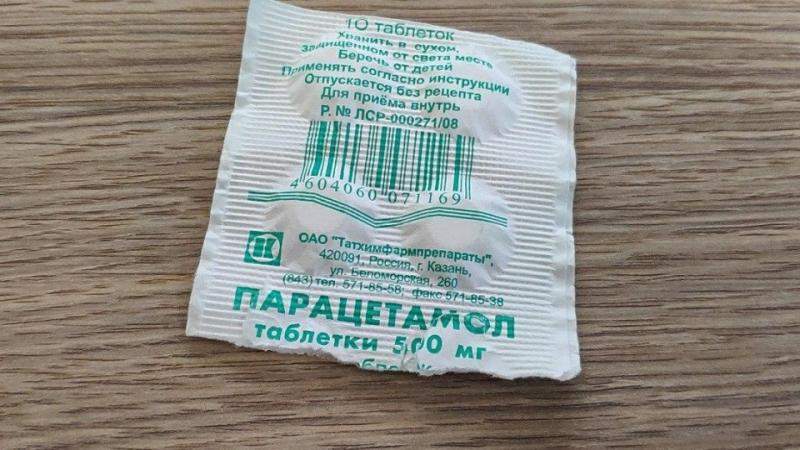 10 таблеток
Хранить в сухом,
защищенном от света месте
Беречь от детей
Применять согласно инструкции
Отпускается без рецепта
Для приёма внутрь
Р. № ЛСР-000271/08
4604060 071169
ОАО "Татхимфармпрепараты",
420091, Россия, г. Казань,
ул. Беломорская, 260
(843) тел. 571-85-58; факс 571-85-38
ПАРАЦЕТАМОЛ
таблетки 500 мг